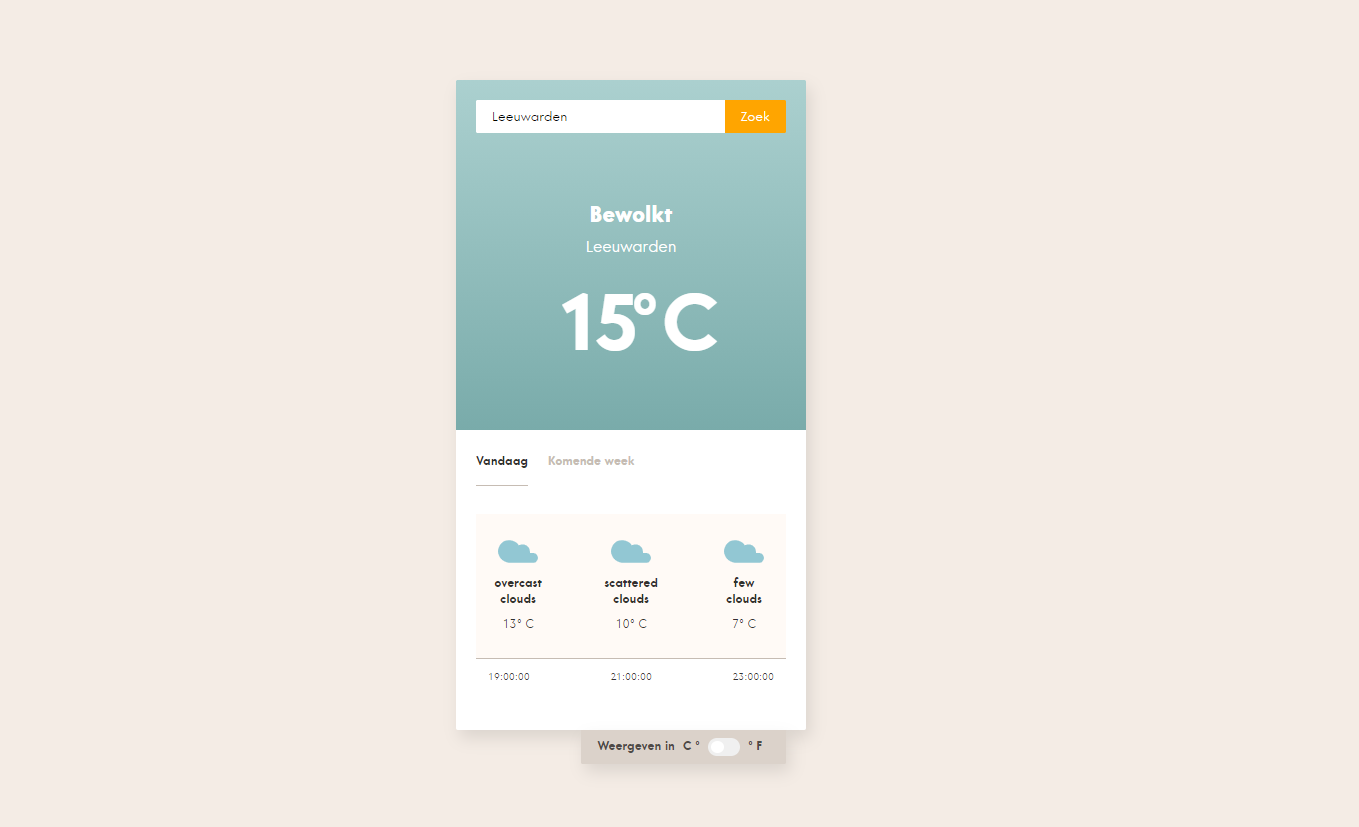 Leeuwarden Zoek
Bewolkt
Leeuwarden
15° C
Vandaag Komende week
overcast scattered few
clouds clouds clouds
13° C 10° C 7° C
19:00:00 21:00:00 23:00:00
Weergeven in C ° ° F